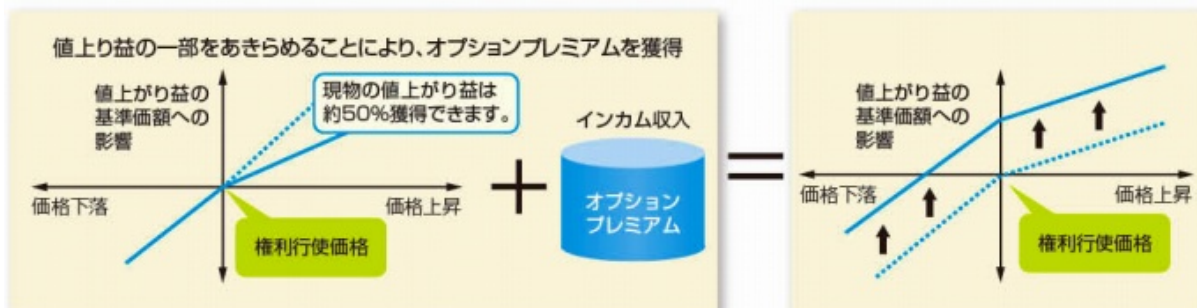 値上り益の一部をあきらめることにより、オプションプレミアムを獲得
値上がり益の
基準価額への
影響
現物の値上がり益は
約50%獲得できます。
価格下落
価格上昇
権利行使価格
+
インカム収入
オプション
プレミアム
=
値上がり益の
基準価額への
影響
価格下落
価格上昇
権利行使価格